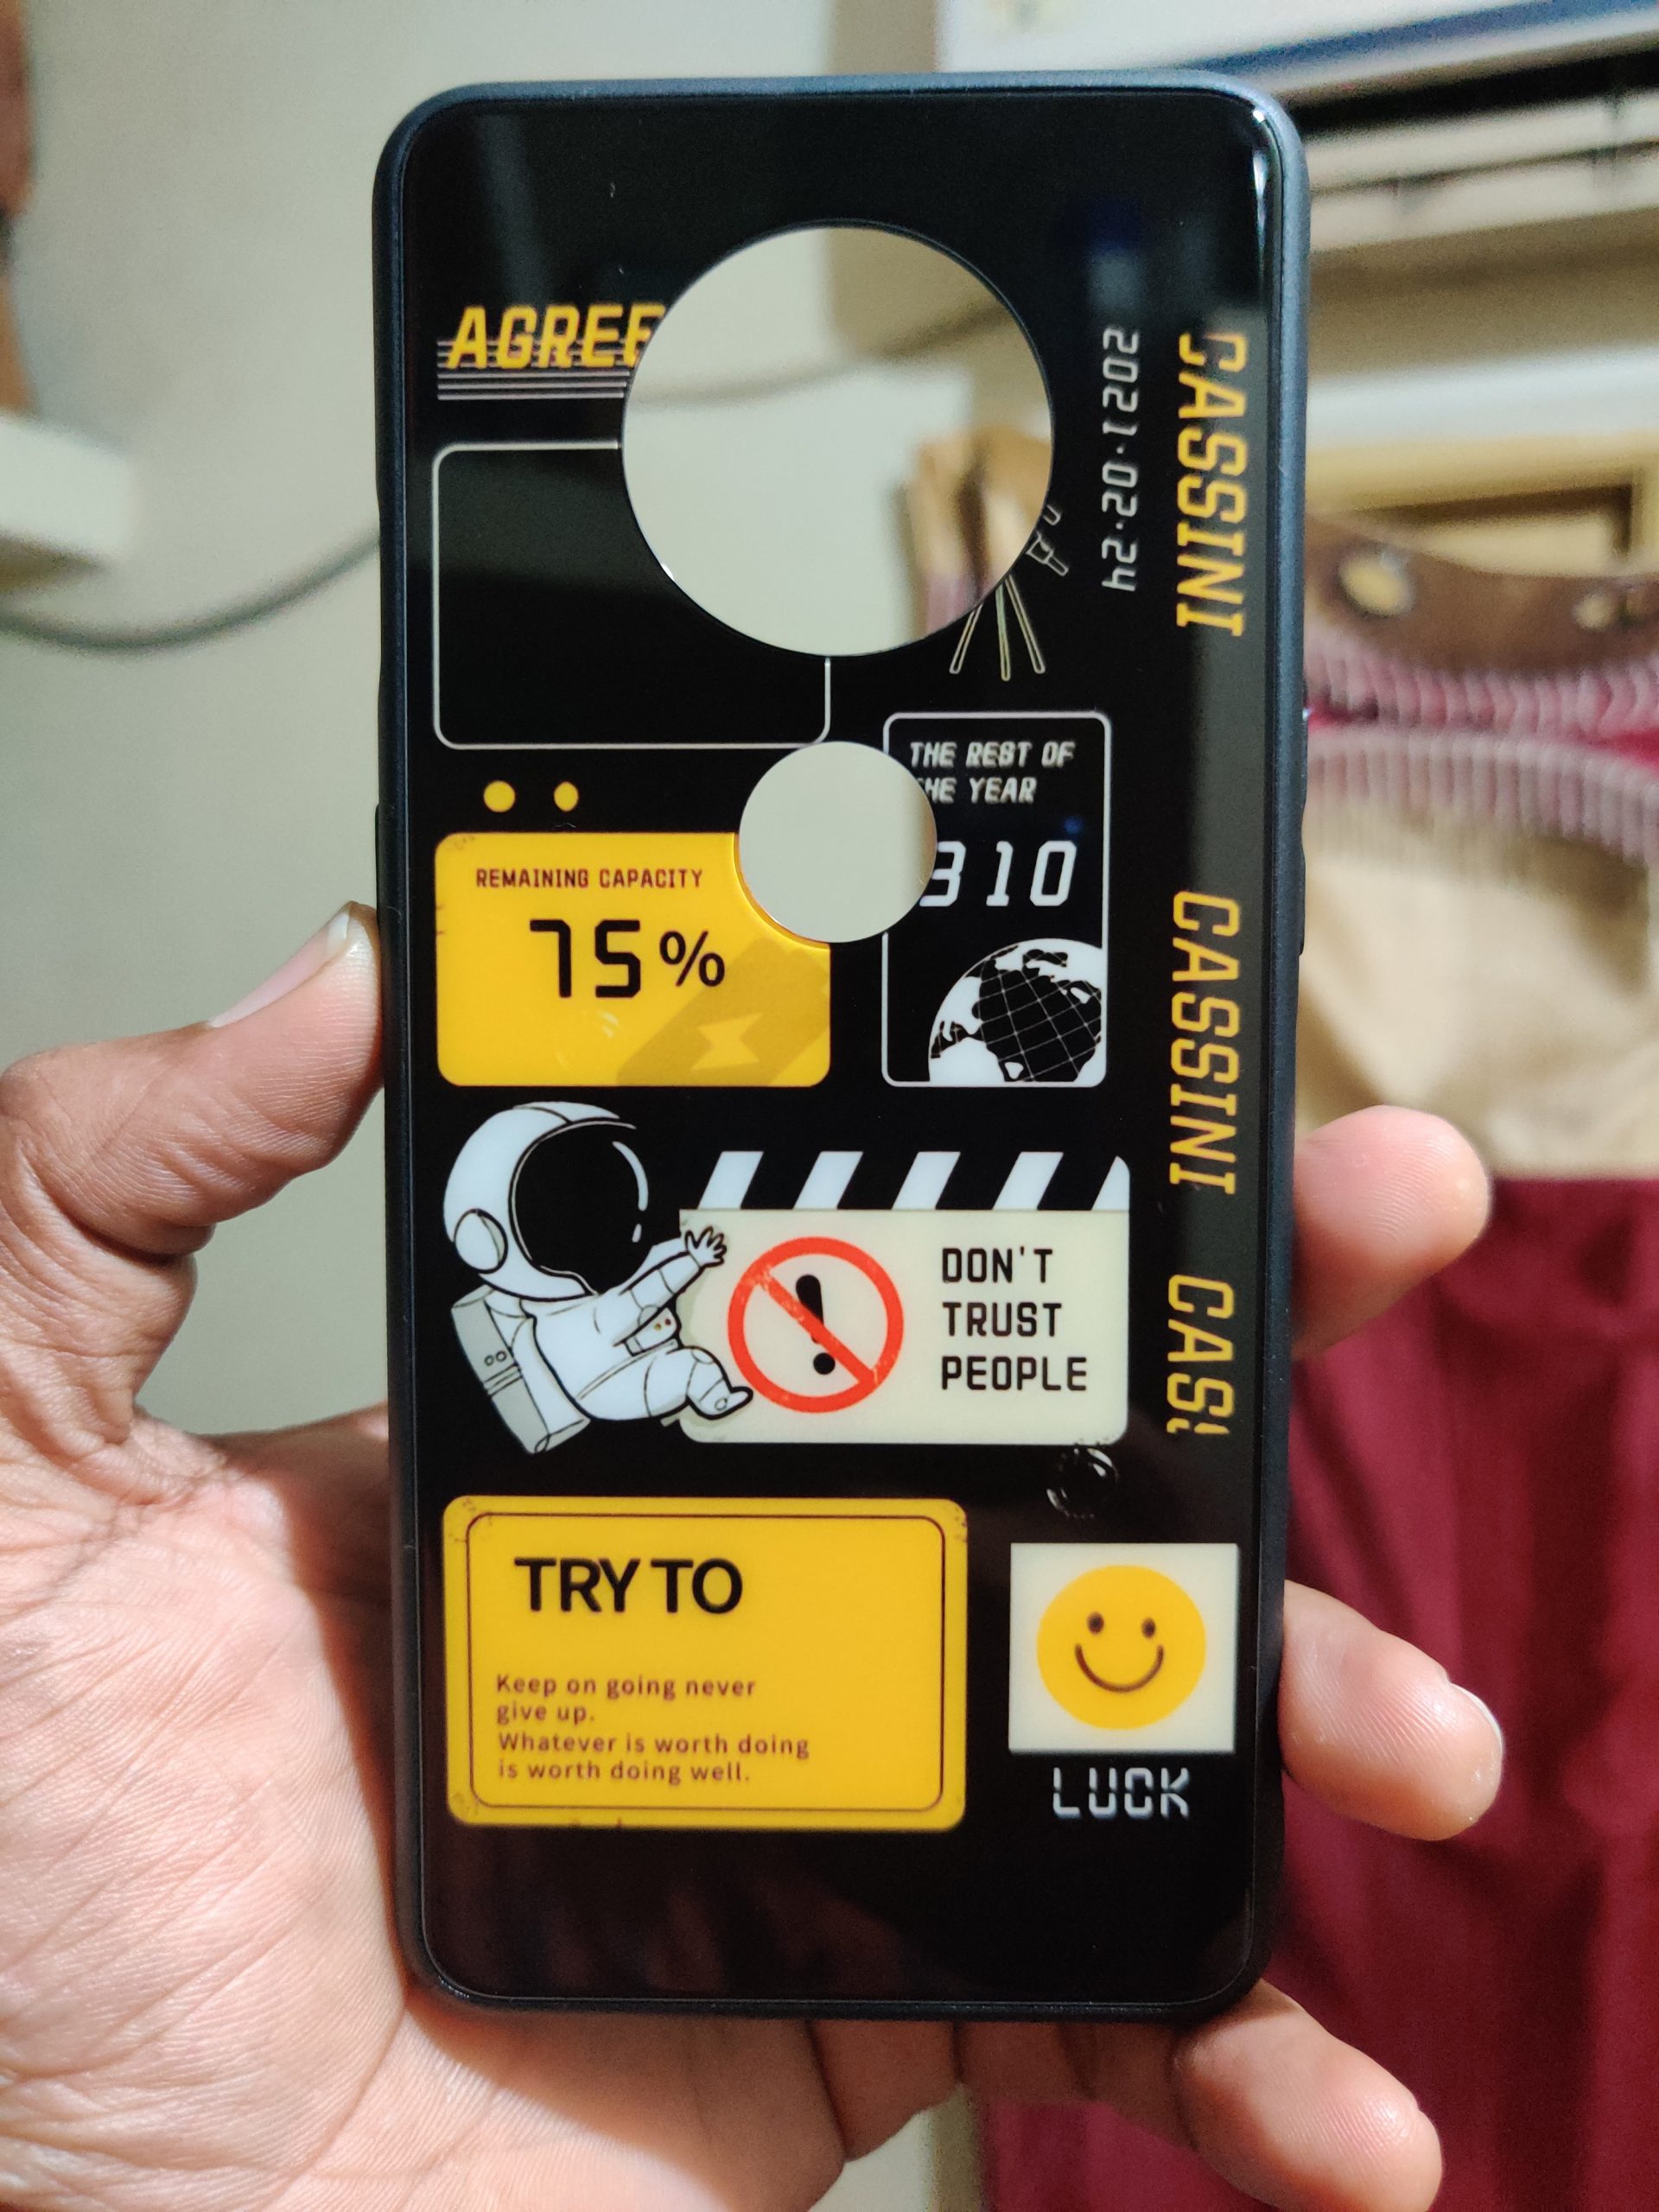 AGREE
2021.02.24
CASSINI
THE REST OF
THE YEAR
310
REMAINING CAPACITY
75%
CASSINI
DON'T
TRUST
PEOPLE
CAS
TRY TO
Keep on going never
give up.
Whatever is worth doing
is worth doing well.
LUCK